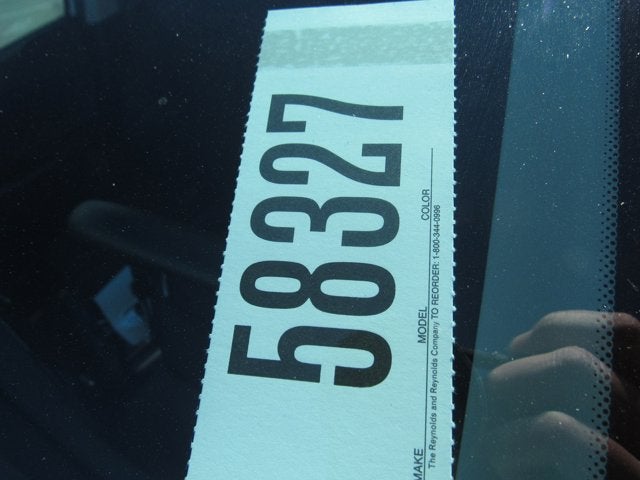 58327
MAKE MODEL COLOR
The Reynolds and Reynolds Company TO REORDER: 1-800-344-0996